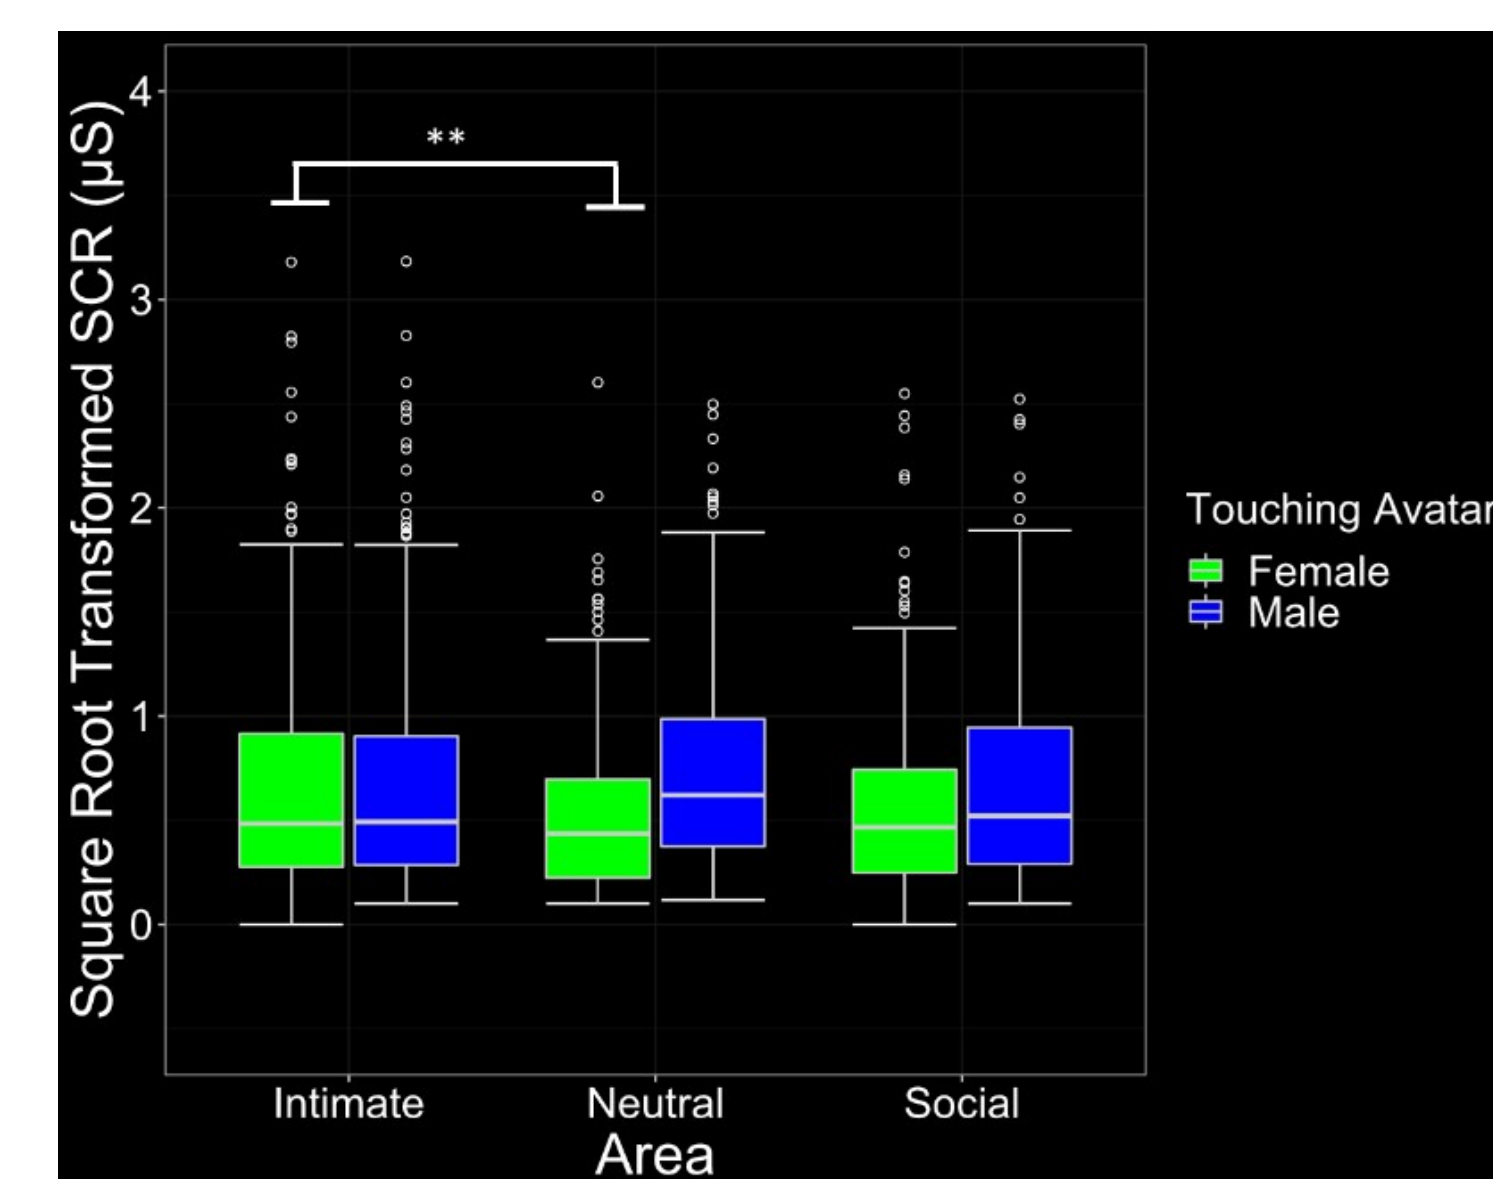 Square Root Transformed SCR (µS)
4
3
2
1
0
**
Intimate
Neutral
Social
Area
Touching Avatar
Female
Male